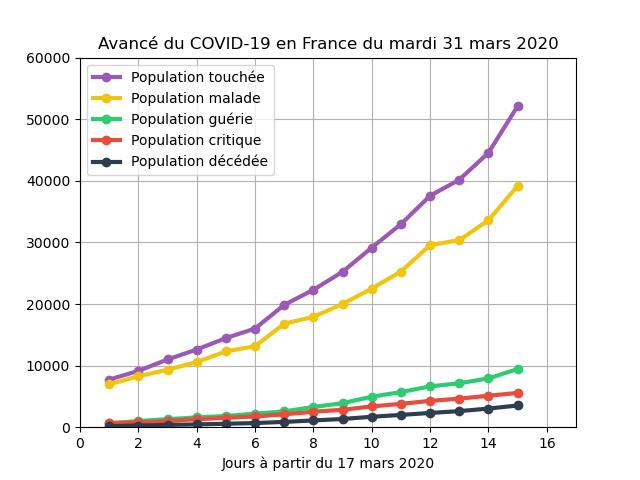 Avancé du COVID-19 en France du mardi 31 mars 2020
60000
50000
40000
30000
20000
10000
0
Population touchée
Population malade
Population guérie
Population critique
Population décédée
0 2 4 6 8 10 12 14 16
Jours à partir du 17 mars 2020